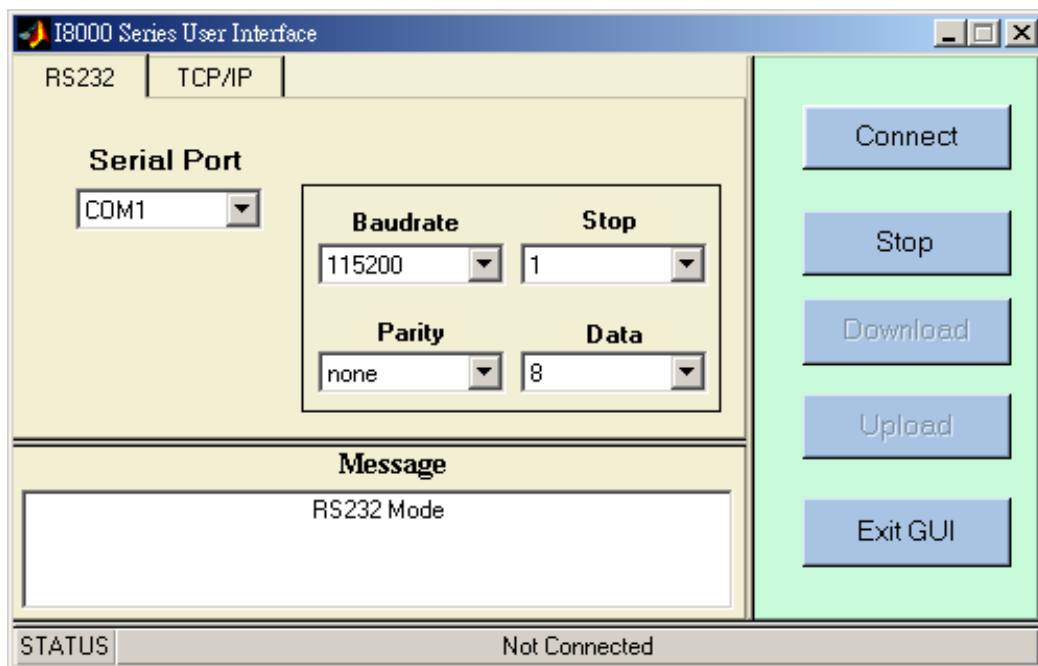 I8000 Series User Interface
RS232
TCP/IP
Serial Port
COM1
Baudrate
Stop
115200
1
Parity
Data
none
8
Message
RS232 Mode
Connect
Stop
Download
Upload
Exit GUI
STATUS
Not Connected